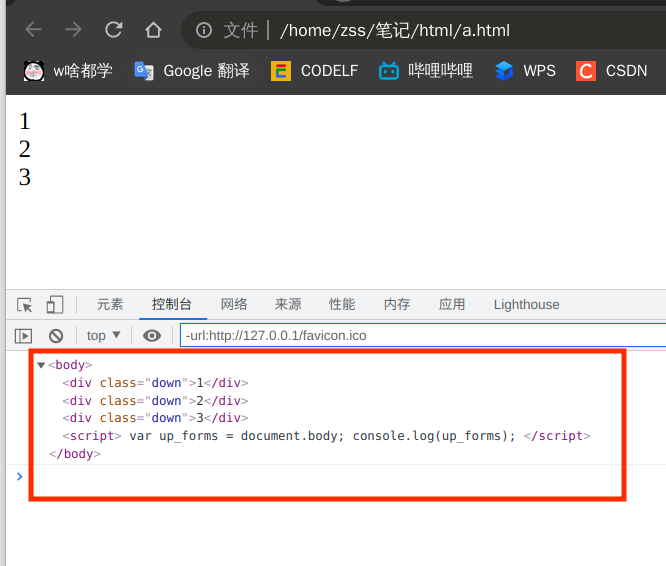 文件 | /home/zss/笔记/html/a.html
w啥都学 Google 翻译 CODELF 哔哩哔哩 WPS CSDN
1
2
3
元素 控制台 网络 来源 性能 内存 应用 Lighthouse
top ▼ -url:http://127.0.0.1/favicon.ico
▼<body>
<div class="down">1</div>
<div class="down">2</div>
<div class="down">3</div>
<script> var up_forms = document.body; console.log(up_forms); </script>
</body>
>